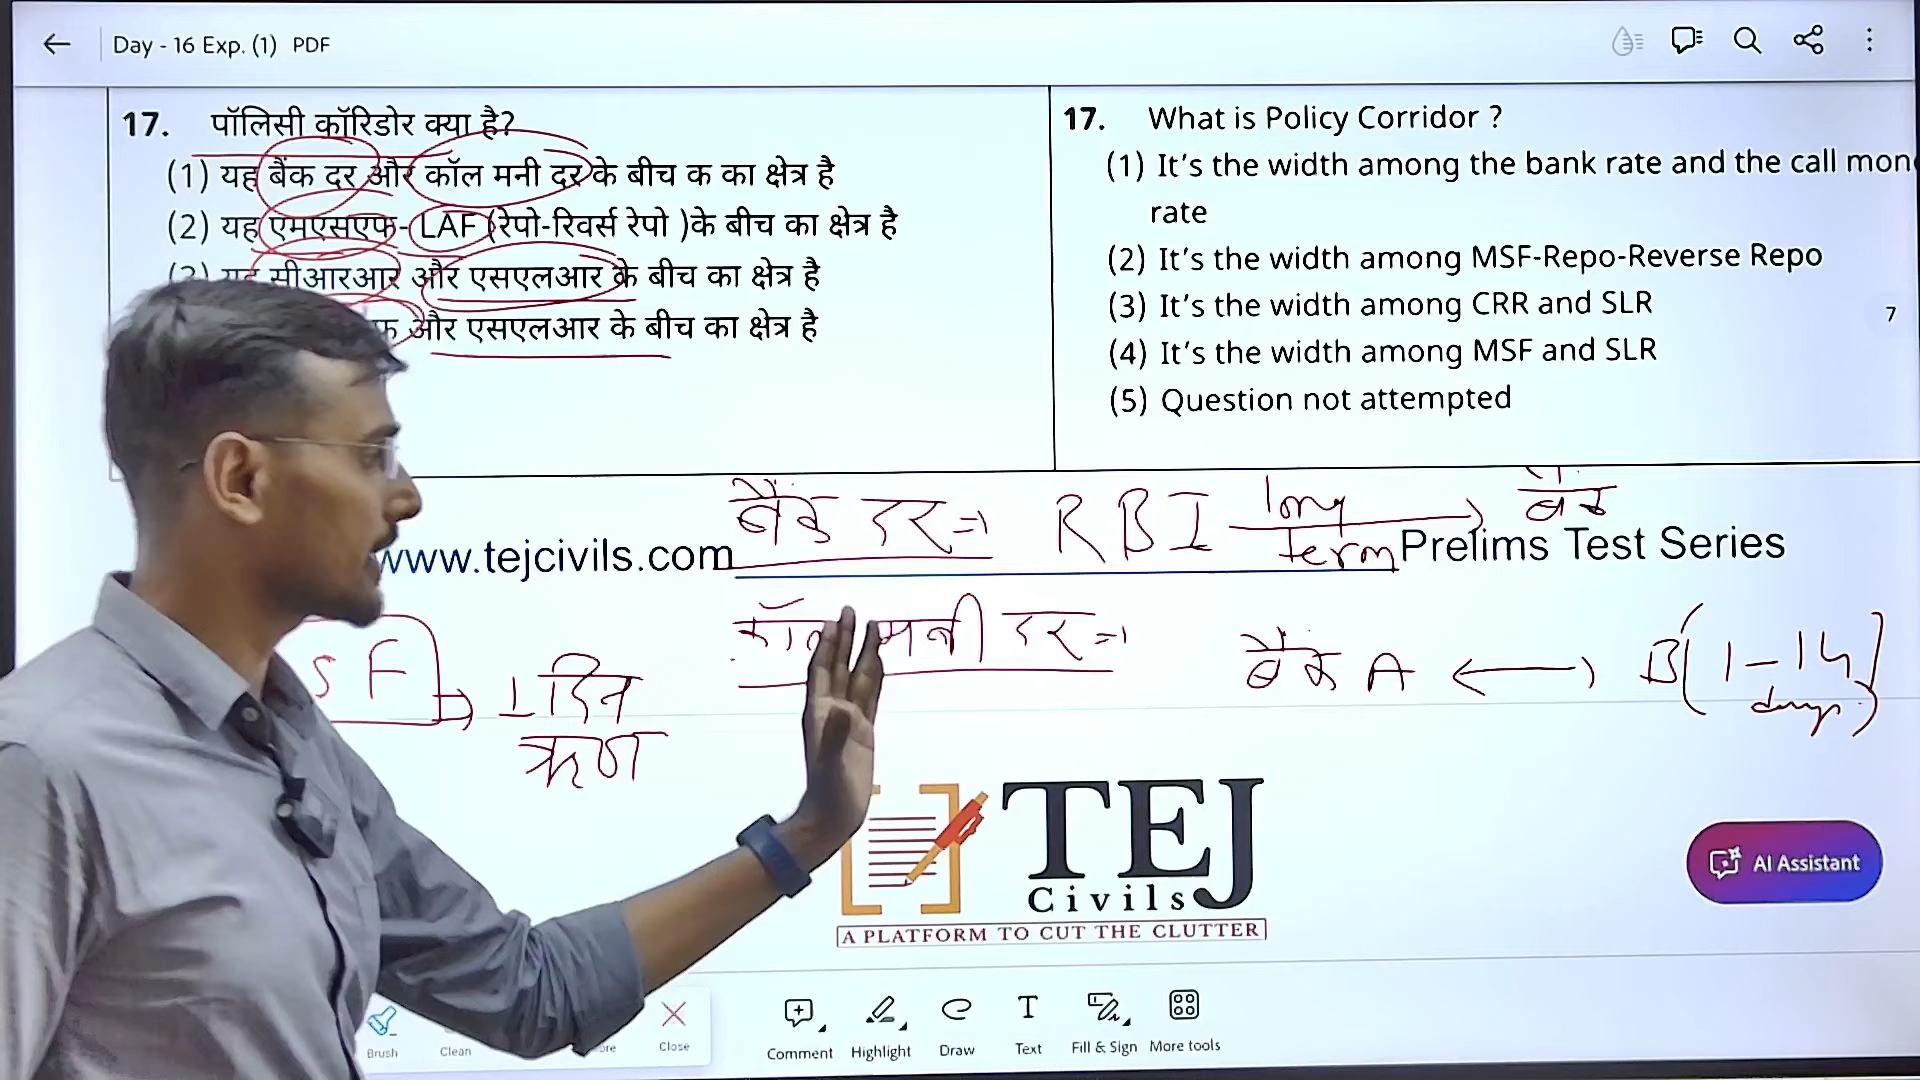 Day - 16 Exp. (1) PDF
17. पॉलिसी कॉरिडोर क्या है?
(1) यह बैंक दर और कॉल मनी दर के बीच क का क्षेत्र है
(2) यह एमएसएफ- LAF (रेपो-रिवर्स रेपो )के बीच का क्षेत्र है
सीआरआर और एसएलआर के बीच का क्षेत्र है
और एसएलआर के बीच का क्षेत्र है
17. What is Policy Corridor ?
(1) It's the width among the bank rate and the call mon
rate
(2) It's the width among MSF-Repo-Reverse Repo
(3) It's the width among CRR and SLR
(4) It's the width among MSF and SLR
(5) Question not attempted
7
बैंक दर ⇒ RBI long term → बैंक
www.tejcivils.com Prelims Test Series
मनी दर ⇒ बैंक A ⟷ B (1-14 days)
SF → 1 दिन
ऋण
TEJ
Civils
A PLATFORM TO CUT THE CLUTTER
AI Assistant
Brush Clean Close Comment Highlight Draw Text Fill & Sign More tools